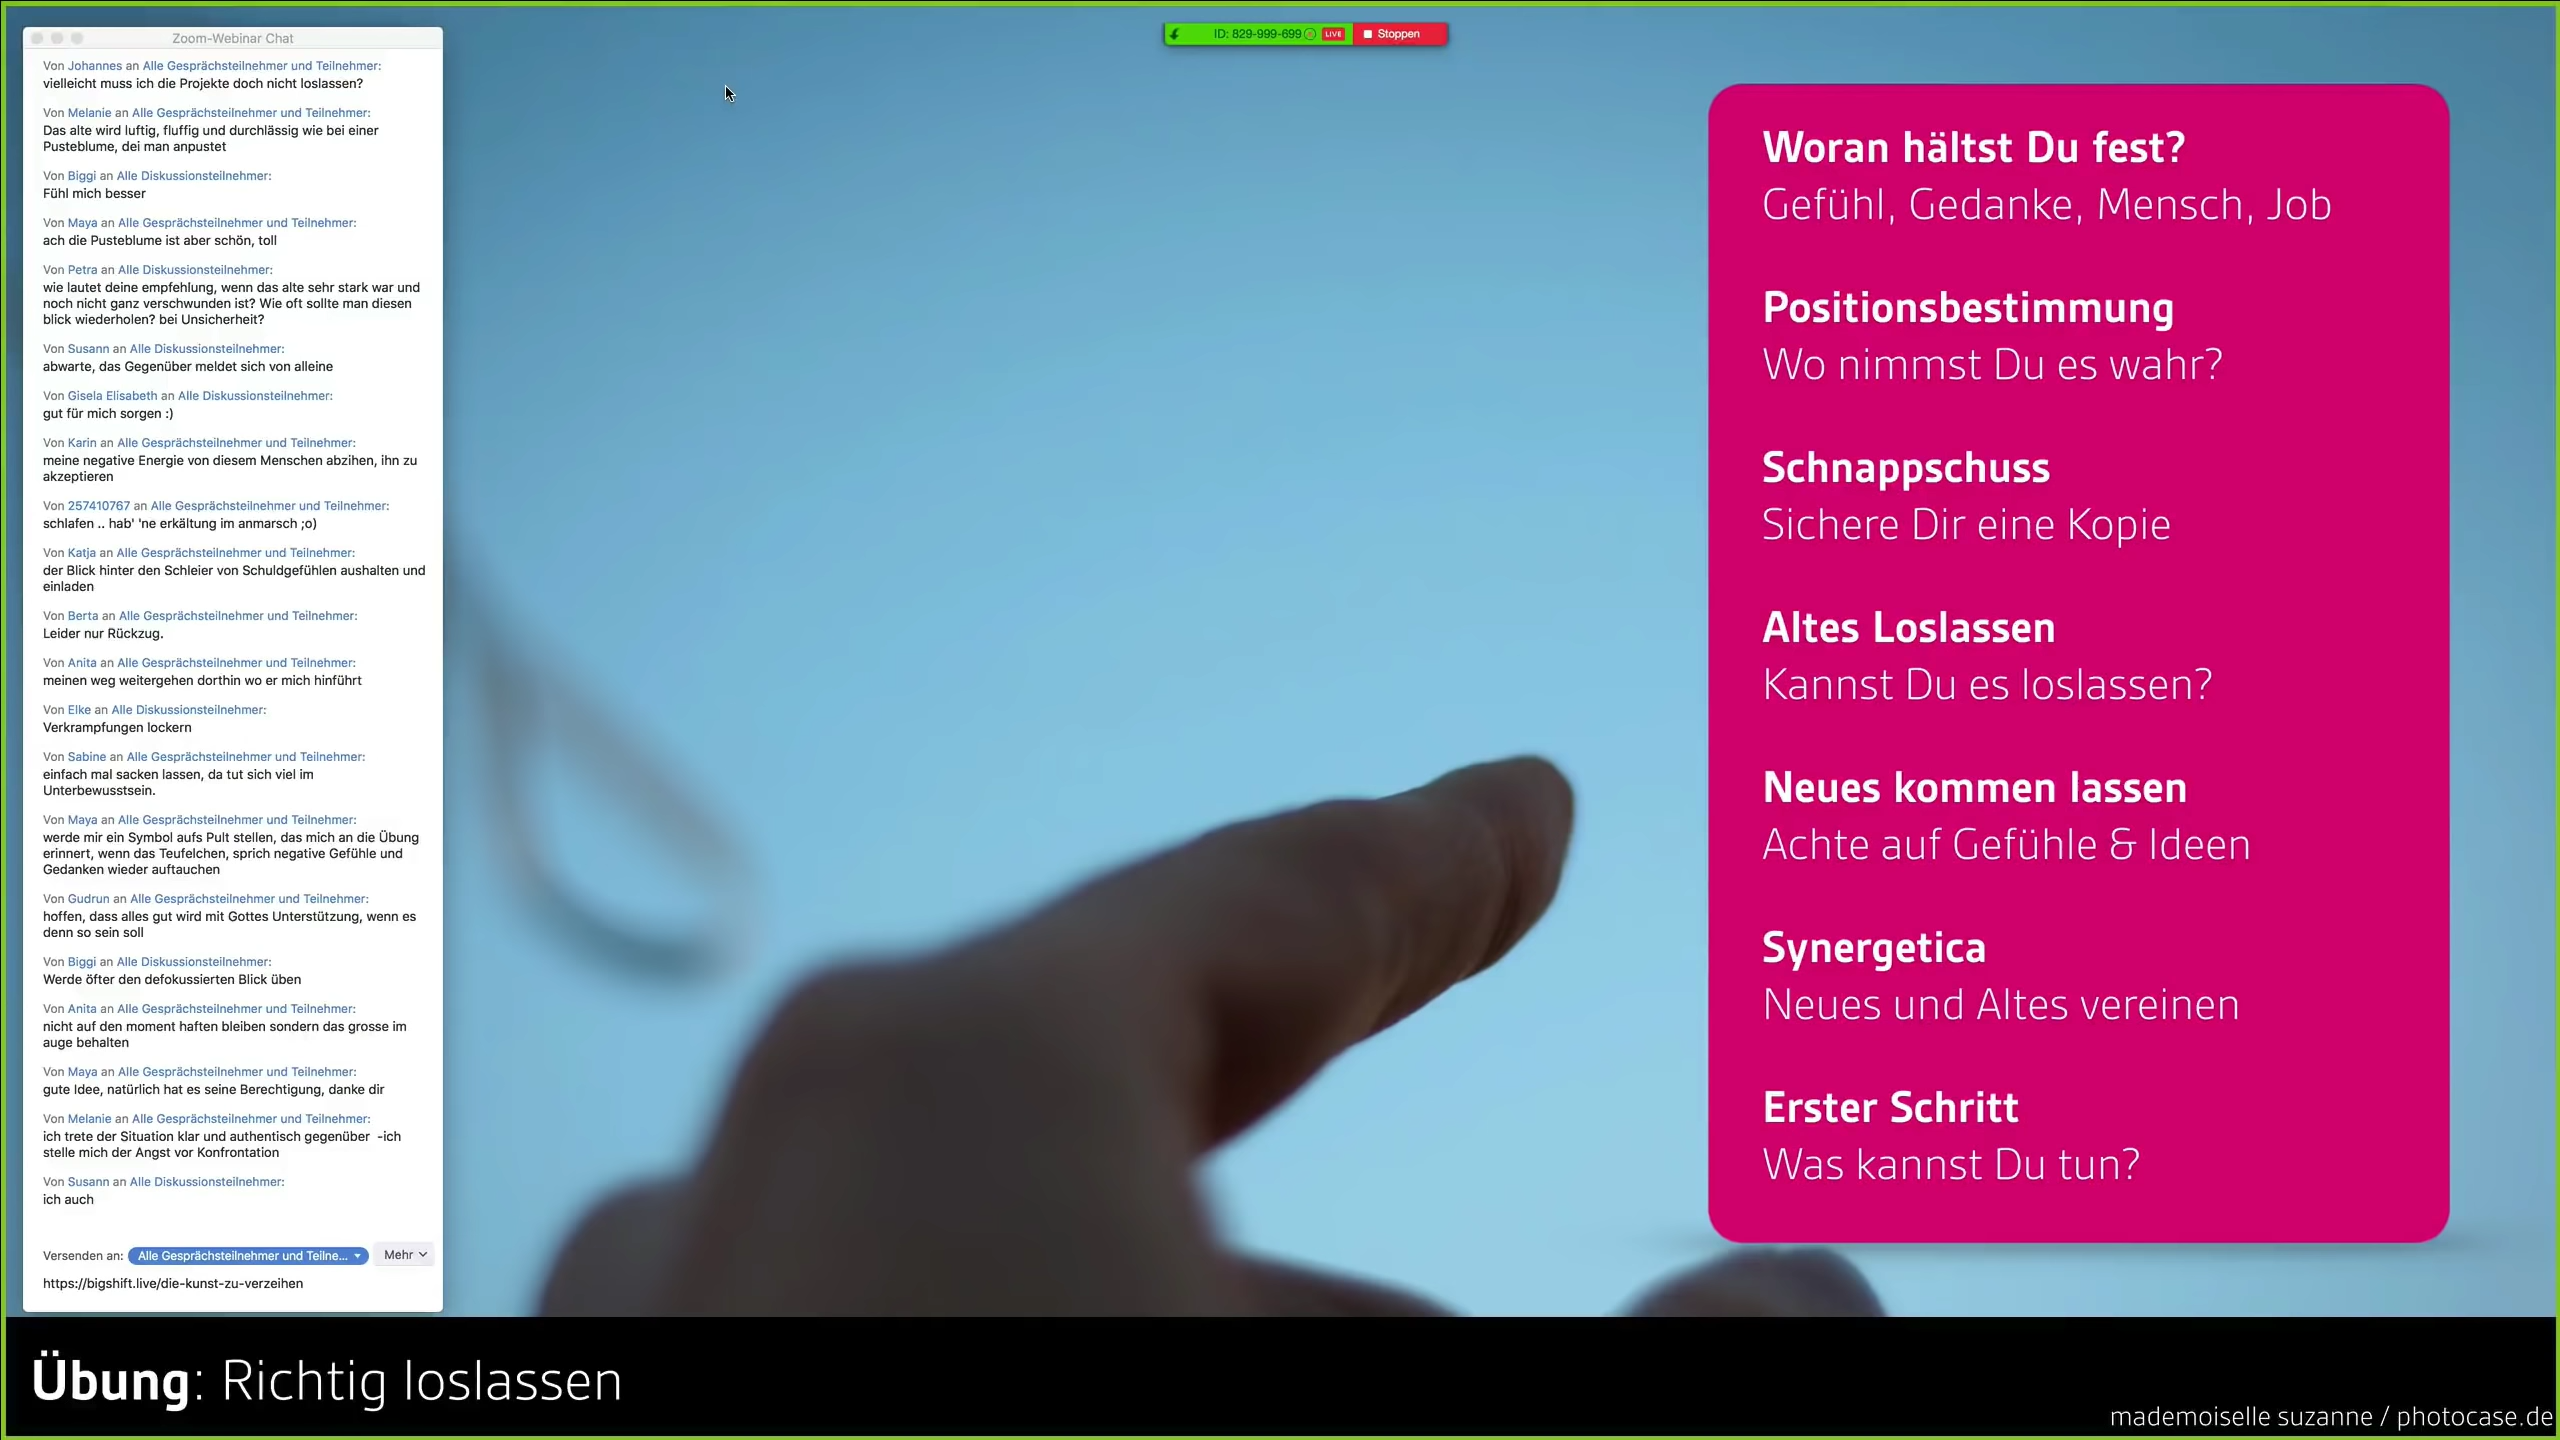 Zoom-Webinar Chat
Von Johannes an Alle Gesprächsteilnehmer und Teilnehmer:
vielleicht muss ich die Projekte doch nicht loslassen?
Von Melanie an Alle Gesprächsteilnehmer und Teilnehmer:
Das alte wird luftig, fluffig und durchlässig wie bei einer
Pusteblume, dei man anpustet
Von Biggi an Alle Diskussionsteilnehmer:
Fühl mich besser
Von Maya an Alle Gesprächsteilnehmer und Teilnehmer:
ach die Pusteblume ist aber schön, toll
Von Petra an Alle Diskussionsteilnehmer:
wie lautet deine empfehlung, wenn das alte sehr stark war und
noch nicht ganz verschwunden ist? Wie oft sollte man diesen
blick wiederholen? bei Unsicherheit?
Von Susann an Alle Diskussionsteilnehmer:
abwarte, das Gegenüber meldet sich von alleine
Von Gisela Elisabeth an Alle Diskussionsteilnehmer:
gut für mich sorgen :)
Von Karin an Alle Gesprächsteilnehmer und Teilnehmer:
meine negative Energie von diesem Menschen abzihen, ihn zu
akzeptieren
Von 257410767 an Alle Gesprächsteilnehmer und Teilnehmer:
schlafen .. hab' 'ne erkältung im anmarsch ;o)
Von Katja an Alle Gesprächsteilnehmer und Teilnehmer:
der Blick hinter den Schleier von Schuldgefühlen aushalten und
einladen
Von Berta an Alle Gesprächsteilnehmer und Teilnehmer:
Leider nur Rückzug.
Von Anita an Alle Gesprächsteilnehmer und Teilnehmer:
meinen weg weitergehen dorthin wo er mich hinführt
Von Elke an Alle Diskussionsteilnehmer:
Verkrampfungen lockern
Von Sabine an Alle Gesprächsteilnehmer und Teilnehmer:
einfach mal sacken lassen, da tut sich viel im
Unterbewusstsein.
Von Maya an Alle Gesprächsteilnehmer und Teilnehmer:
werde mir ein Symbol aufs Pult stellen, das mich an die Übung
erinnert, wenn das Teufelchen, sprich negative Gefühle und
Gedanken wieder auftauchen
Von Gudrun an Alle Gesprächsteilnehmer und Teilnehmer:
hoffen, dass alles gut wird mit Gottes Unterstützung, wenn es
denn so sein soll
Von Biggi an Alle Diskussionsteilnehmer:
Werde öfter den defokussierten Blick üben
Von Anita an Alle Gesprächsteilnehmer und Teilnehmer:
nicht auf den moment haften bleiben sondern das grosse im
auge behalten
Von Maya an Alle Gesprächsteilnehmer und Teilnehmer:
gute Idee, natürlich hat es seine Berechtigung, danke dir
Von Melanie an Alle Gesprächsteilnehmer und Teilnehmer:
ich trete der Situation klar und authentisch gegenüber  -ich
stelle mich der Angst vor Konfrontation
Von Susann an Alle Diskussionsteilnehmer:
ich auch
Versenden an: Alle Gesprächsteilnehmer und Teilne... Mehr
https://bigshift.live/die-kunst-zu-verzeihen
ID: 829-999-699 LIVE Stoppen
Woran hältst Du fest?
Gefühl, Gedanke, Mensch, Job
Positionsbestimmung
Wo nimmst Du es wahr?
Schnappschuss
Sichere Dir eine Kopie
Altes Loslassen
Kannst Du es loslassen?
Neues kommen lassen
Achte auf Gefühle & Ideen
Synergetica
Neues und Altes vereinen
Erster Schritt
Was kannst Du tun?
Übung: Richtig loslassen
mademoiselle suzanne / photocase.de